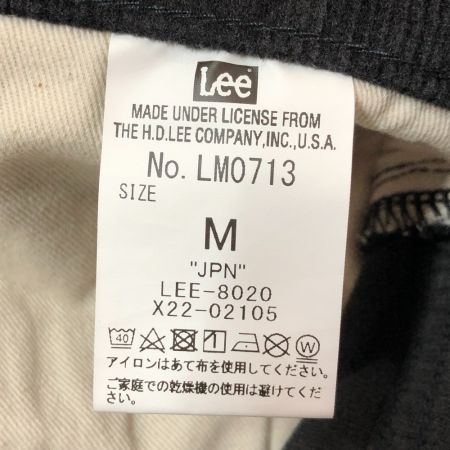 Lee
MADE UNDER LICENSE FROM
THE H.D.LEE COMPANY,INC.,U.S.A.
No. LM0713
SIZE
M
"JPN"
LEE-8020
X22-02105
40 W
アイロンはあて布を使用してください。
ご家庭での乾燥機の使用は避けてください。